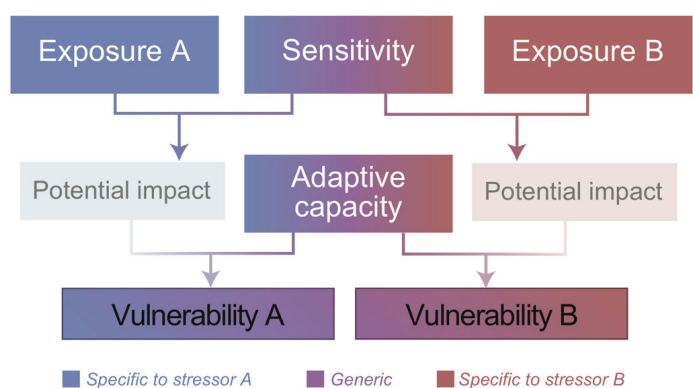 Exposure A
Sensitivity
Exposure B
Potential impact
Adaptive
capacity
Potential impact
Vulnerability A
Vulnerability B
Specific to stressor A
Generic
Specific to stressor B